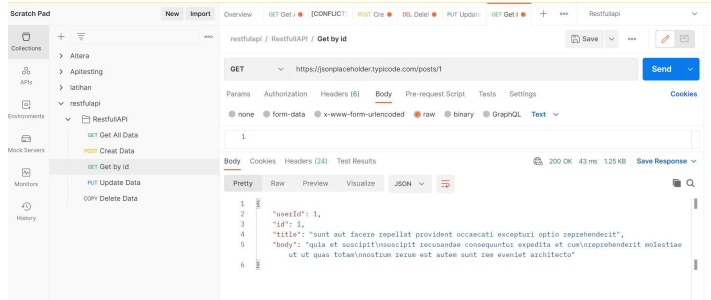 Scratch Pad
New
Import
Overview
GET Get A
[CONFLICT]
POST Cre
DEL Delet
PUT Update
GET Get l
Restfulapi
Collections
APIs
Environments
Mock Servers
Monitors
History
Altera
Apitesting
latihan
restfulapi
RestfullAPI
GET Get All Data
POST Creat Data
GET Get by id
PUT Update Data
COPY Delete Data
restfulapi / RestfullAPI / Get by id
Save
GET
https://jsonplaceholder.typicode.com/posts/1
Send
Params
Authorization
Headers (6)
Body
Pre-request Script
Tests
Settings
Cookies
none
form-data
x-www-form-urlencoded
raw
binary
GraphQL
Text
1
Body
Cookies
Headers (24)
Test Results
200 OK
43 ms
1.25 KB
Save Response
Pretty
Raw
Preview
Visualize
JSON
1 {
2 "userId": 1,
3 "id": 1,
4 "title": "sunt aut facere repellat provident occaecati excepturi optio reprehenderit",
5 "body": "quia et suscipit\nsuscipit recusandae consequuntur expedita et cum\nreprehenderit molestiae
ut ut quas totam\nnostrum rerum est autem sunt rem eveniet architecto"
6 }